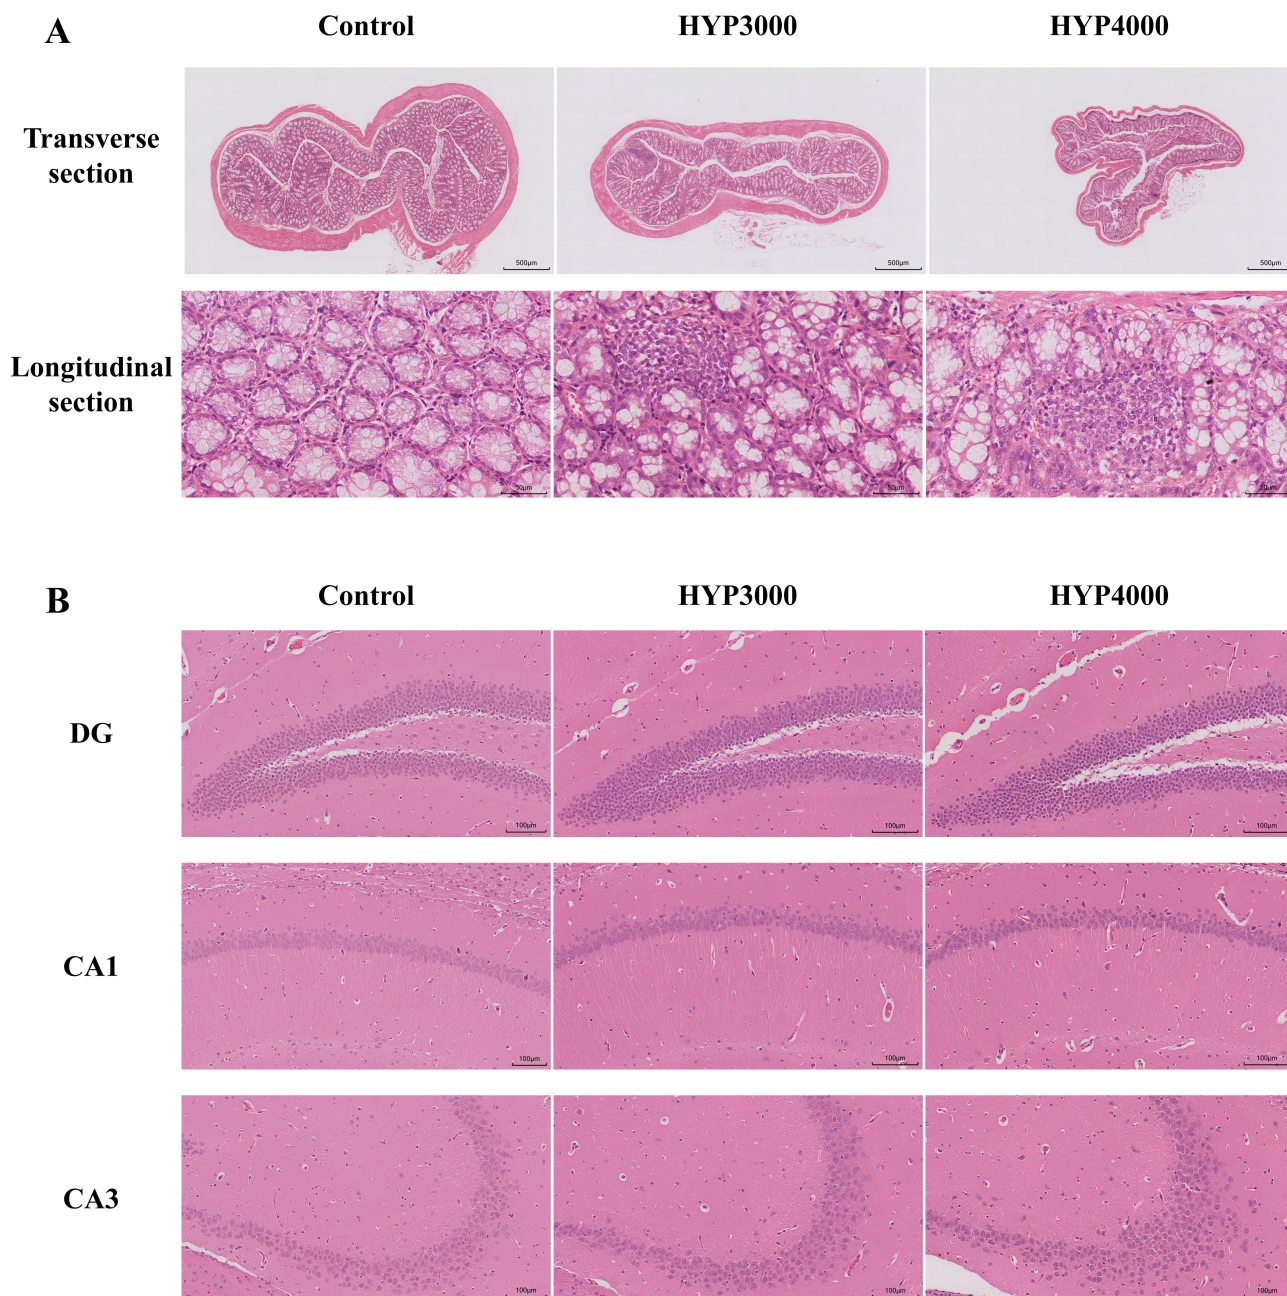 A
Control HYP3000 HYP4000
Transverse
section
500μm 500μm 500μm
Longitudinal
section
50μm 50μm 50μm
B
Control HYP3000 HYP4000
DG
100μm 100μm 100μm
CA1
100μm 100μm 100μm
CA3
100μm 100μm 100μm